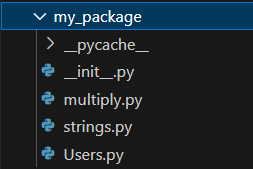 my_package
__pycache__
__init__.py
multiply.py
strings.py
Users.py